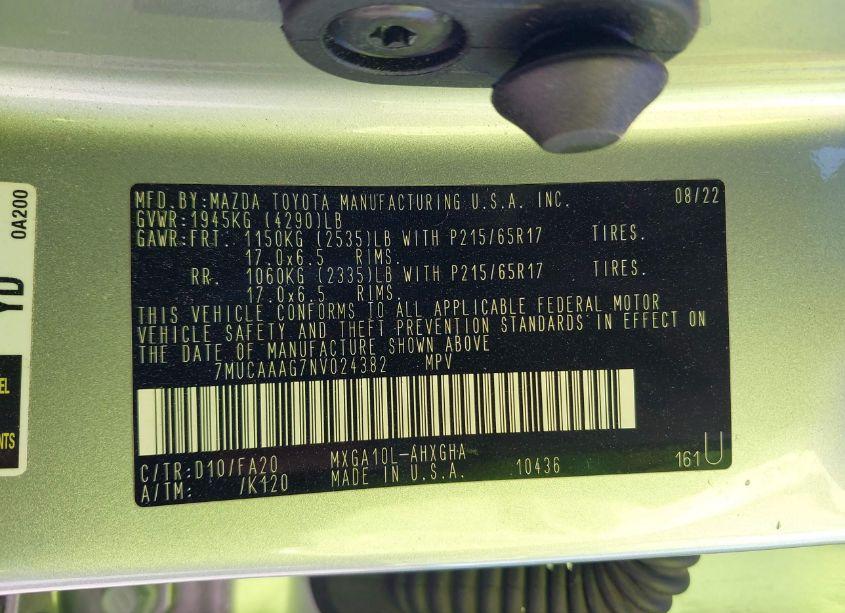 MFD.BY:MAZDA TOYOTA MANUFACTURING U.S.A. INC. 08/22
GVWR:1945KG (4290)LB
GAWR:FRT. 1150KG (2535)LB WITH P215/65R17 TIRES.
17.0x6.5 RIMS.
RR. 1060KG (2335)LB WITH P215/65R17 TIRES.
17.0x6.5 RIMS.
THIS VEHICLE CONFORMS TO ALL APPLICABLE FEDERAL MOTOR
VEHICLE SAFETY AND THEFT PREVENTION STANDARDS IN EFFECT ON
THE DATE OF MANUFACTURE SHOWN ABOVE
7MUCAAAG7NV024382 MPV
C/TR:D10/FA20 MXGA10L-AHXGHA
A/TM: /K120 MADE IN U.S.A. 10436 161U
0A200
YD
EL
NTS